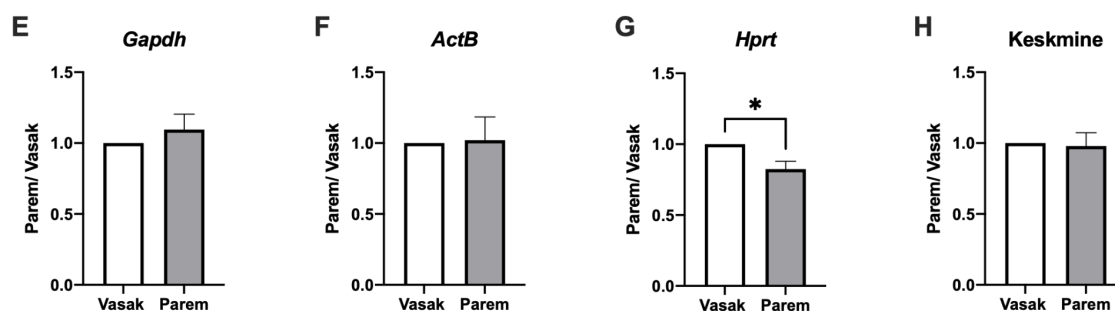 E
Gapdh
Parem/ Vasak
1.5
1.0
0.5
0.0
Vasak Parem
F
ActB
Parem/ Vasak
1.5
1.0
0.5
0.0
Vasak Parem
G
Hprt
Parem/ Vasak
1.5
1.0
0.5
0.0
*
Vasak Parem
H
Keskmine
Parem/ Vasak
1.5
1.0
0.5
0.0
Vasak Parem